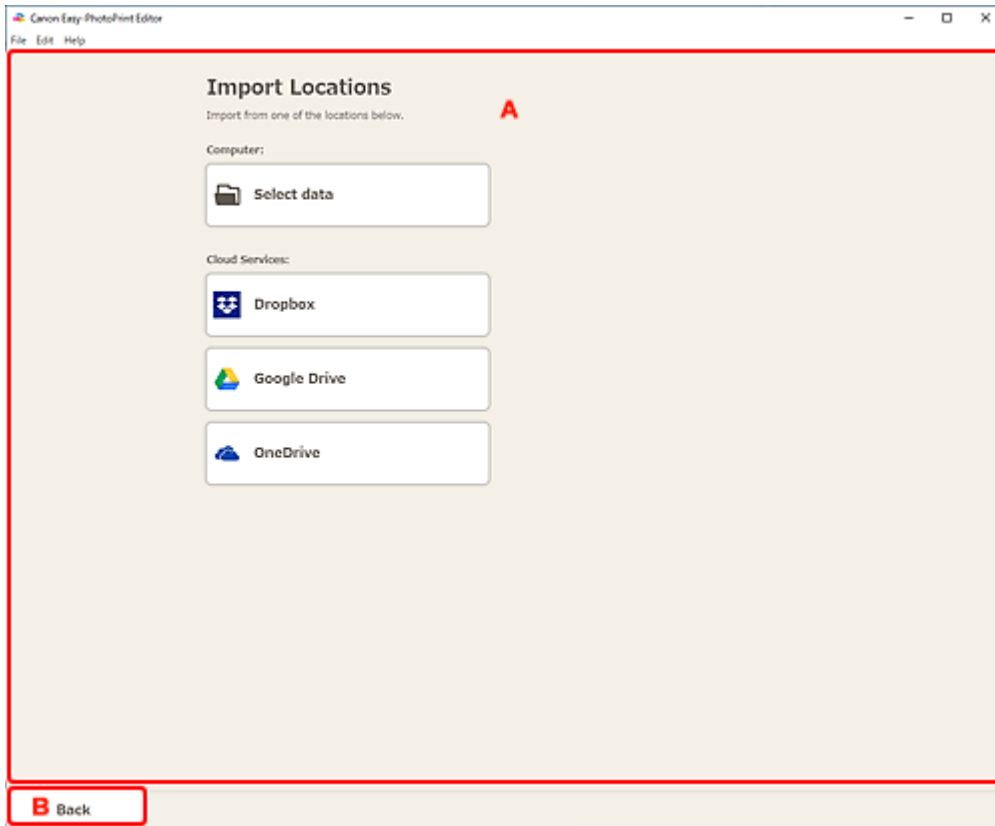 Canon Easy-PhotoPrint Editor
File Edit Help
Import Locations
A
Import from one of the locations below.
Computer:
Select data
Cloud Services:
Dropbox
Google Drive
OneDrive
B Back